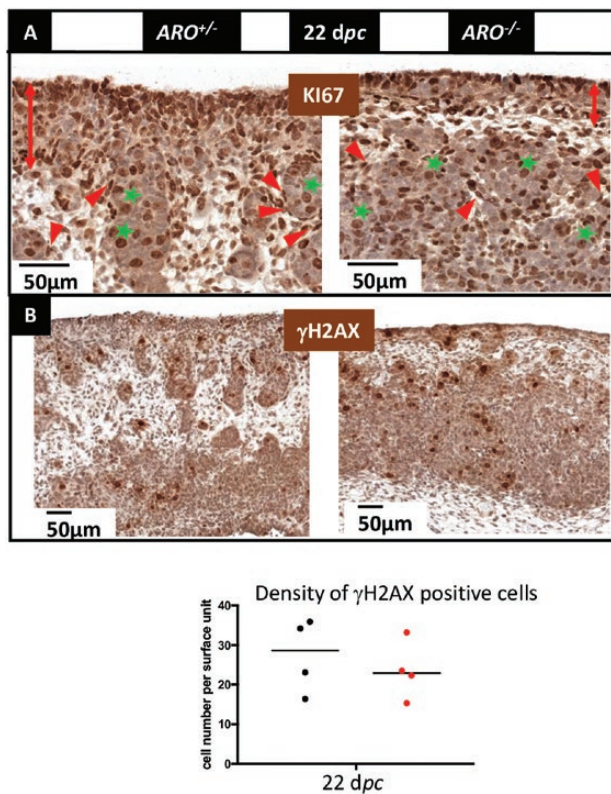 A ARO+/- 22 dpc ARO-/-
KI67
50µm 50µm
B
γH2AX
50µm 50µm
Density of γH2AX positive cells
cell number per surface unit
40
30
20
10
0
22 dpc